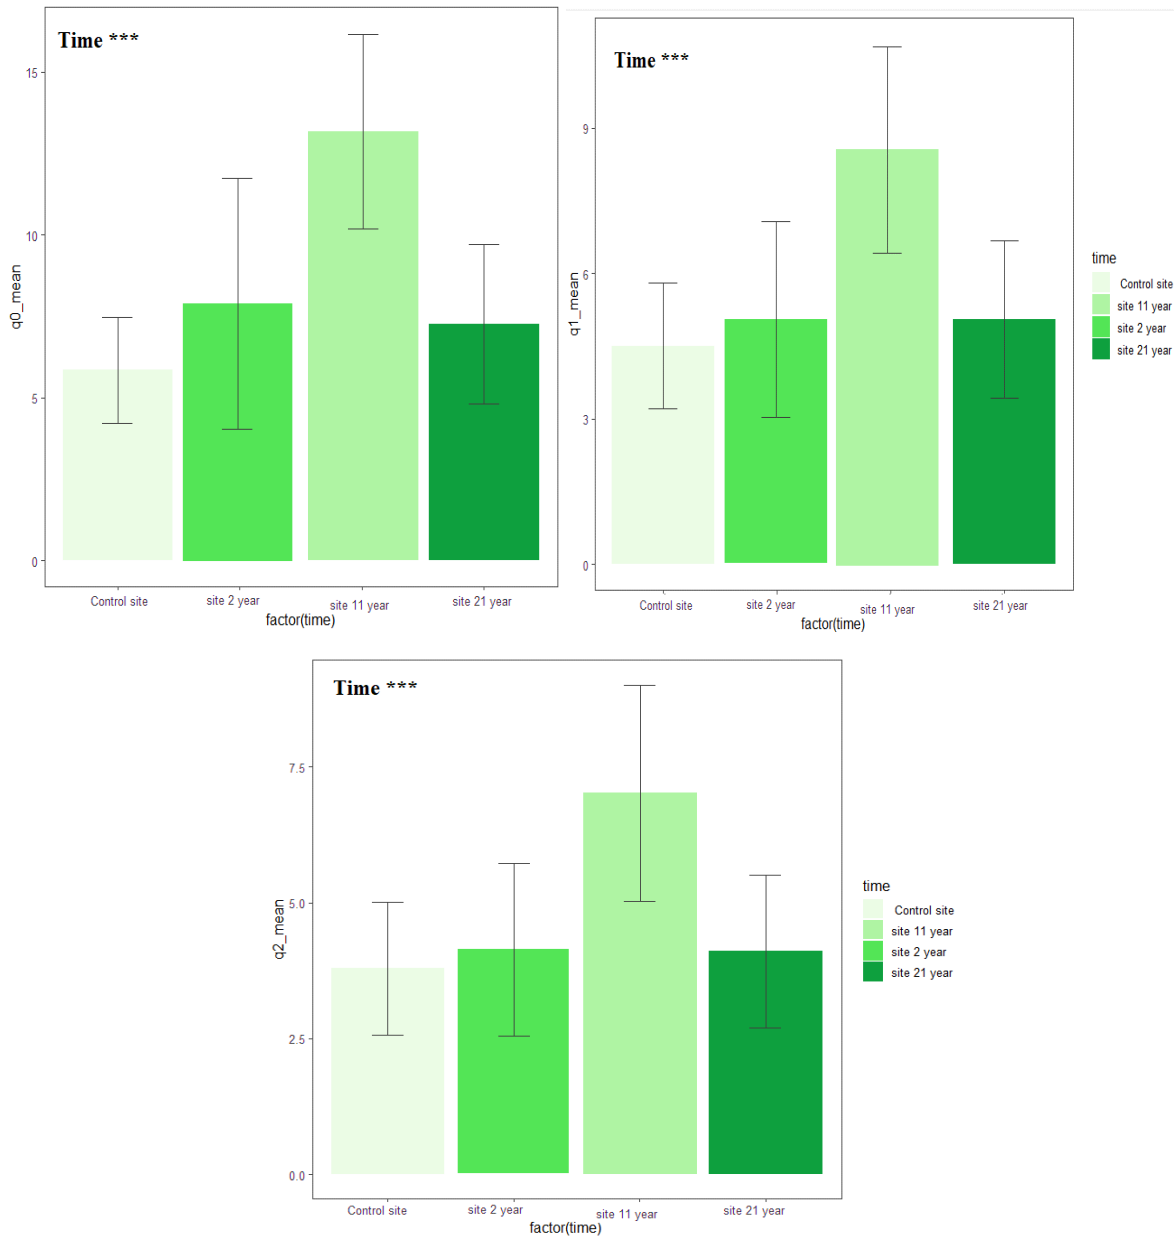 Time ***
15
10
5
0
q0_mean
Control site
site 2 year
site 11 year
site 21 year
factor(time)
Time ***
9
6
3
0
q1_mean
Control site
site 2 year
site 11 year
site 21 year
factor(time)
time
Control site
site 11 year
site 2 year
site 21 year
Time ***
7.5
5.0
2.5
0.0
q2_mean
Control site
site 2 year
site 11 year
site 21 year
factor(time)
time
Control site
site 11 year
site 2 year
site 21 year